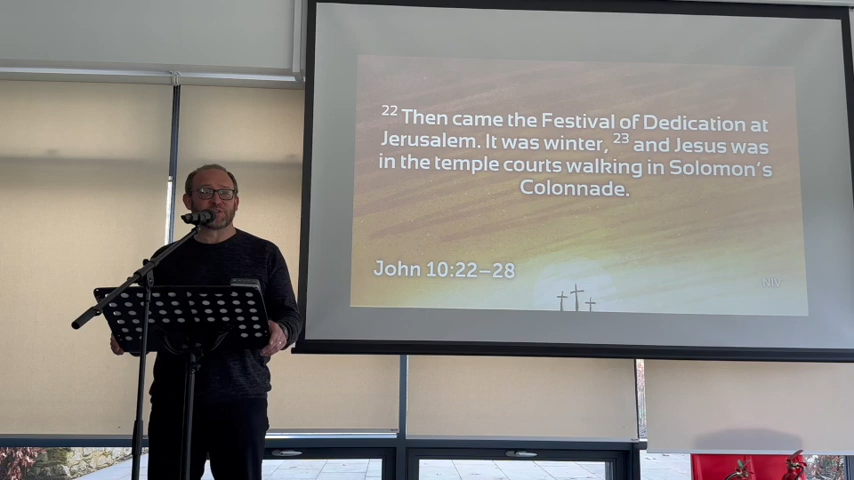 22 Then came the Festival of Dedication at
Jerusalem. It was winter, 23 and Jesus was
in the temple courts walking in Solomon's
Colonnade.
John 10:22–28
NIV